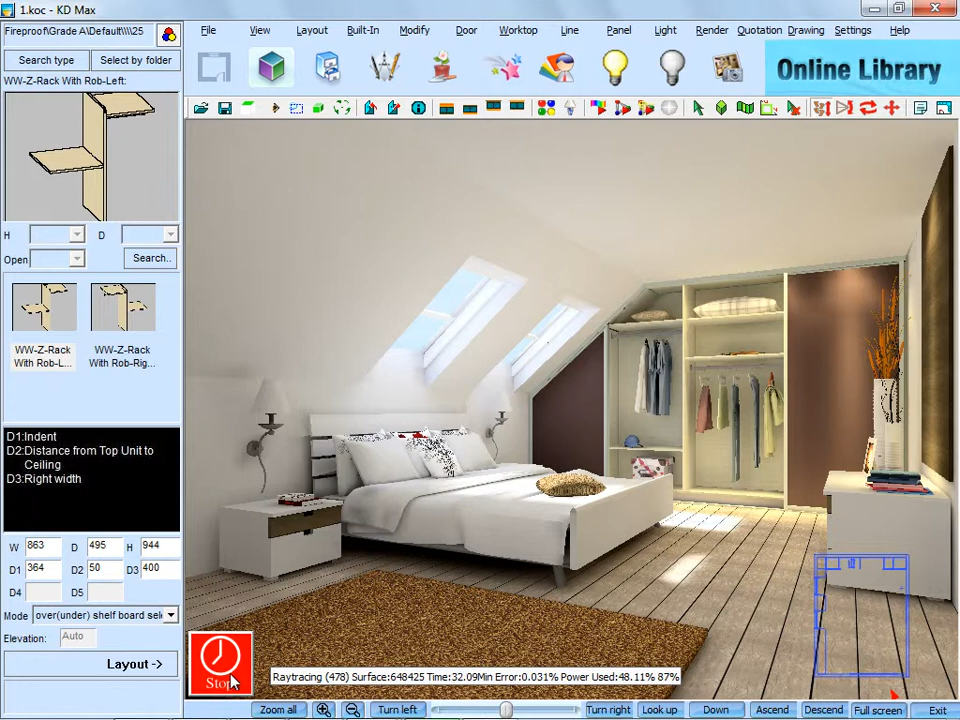 1.koc - KD Max
Fireproof\Grade A\Default\\\\25
File View Layout Built-In Modify Door Worktop Line Panel Light Render Quotation Drawing Settings Help
Search type Select by folder
Online Library
WW-Z-Rack With Rob-Left:
H D
Open Search..
WW-Z-Rack With Rob-L...
WW-Z-Rack With Rob-Rig...
D1:Indent
D2:Distance from Top Unit to
Ceiling
D3:Right width
W 863 D 495 H 944
D1 364 D2 50 D3 400
D4 D5
Mode over(under) shelf board sel
Elevation: Auto
Layout ->
Stop
Raytracing (478) Surface:648425 Time:32.09Min Error:0.031% Power Used:48.11% 87%
Zoom all Turn left Turn right Look up Down Ascend Descend Full screen Exit